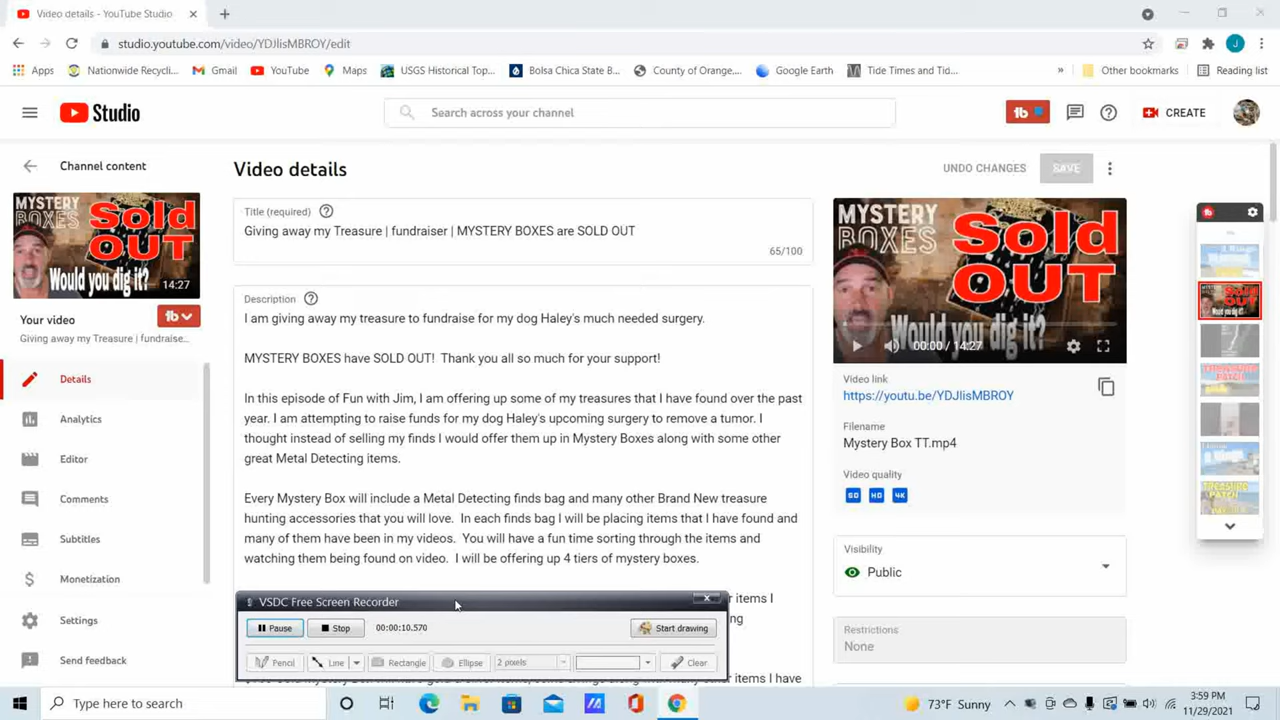 Video details - YouTube Studio
studio.youtube.com/video/YDJlisMBROY/edit
Apps
Nationwide Recycli...
Gmail
YouTube
Maps
USGS Historical Top...
Bolsa Chica State B...
County of Orange,...
Google Earth
Tide Times and Tid...
»
Other bookmarks
Reading list
Studio
Search across your channel
CREATE
Channel content
Video details
UNDO CHANGES
SAVE
MYSTERY
BOXES
Sold
OUT
Would you dig it?
14:27
Your video
Giving away my Treasure | fundraise...
Details
Analytics
Editor
Comments
Subtitles
Monetization
Settings
Send feedback
Title (required)
Giving away my Treasure | fundraiser | MYSTERY BOXES are SOLD OUT
65/100
Description
I am giving away my treasure to fundraise for my dog Haley's much needed surgery.
MYSTERY BOXES have SOLD OUT! Thank you all so much for your support!
In this episode of Fun with Jim, I am offering up some of my treasures that I have found over the past
year. I am attempting to raise funds for my dog Haley's upcoming surgery to remove a tumor. I
thought instead of selling my finds I would offer them up in Mystery Boxes along with some other
great Metal Detecting items.
Every Mystery Box will include a Metal Detecting finds bag and many other Brand New treasure
hunting accessories that you will love. In each finds bag I will be placing items that I have found and
many of them have been in my videos. You will have a fun time sorting through the items and
watching them being found on video. I will be offering up 4 tiers of mystery boxes.
VSDC Free Screen Recorder
Pause
Stop
00:00:10.570
Start drawing
Pencil
Line
Rectangle
Ellipse
2 pixels
Clear
MYSTERY
BOXES
Sold
OUT
Would you dig it?
00:00 / 14:27
Video link
https://youtu.be/YDJlisMBROY
Filename
Mystery Box TT.mp4
Video quality
SD HD 4K
Visibility
Public
Restrictions
None
Type here to search
73°F Sunny
3:59 PM
11/29/2021